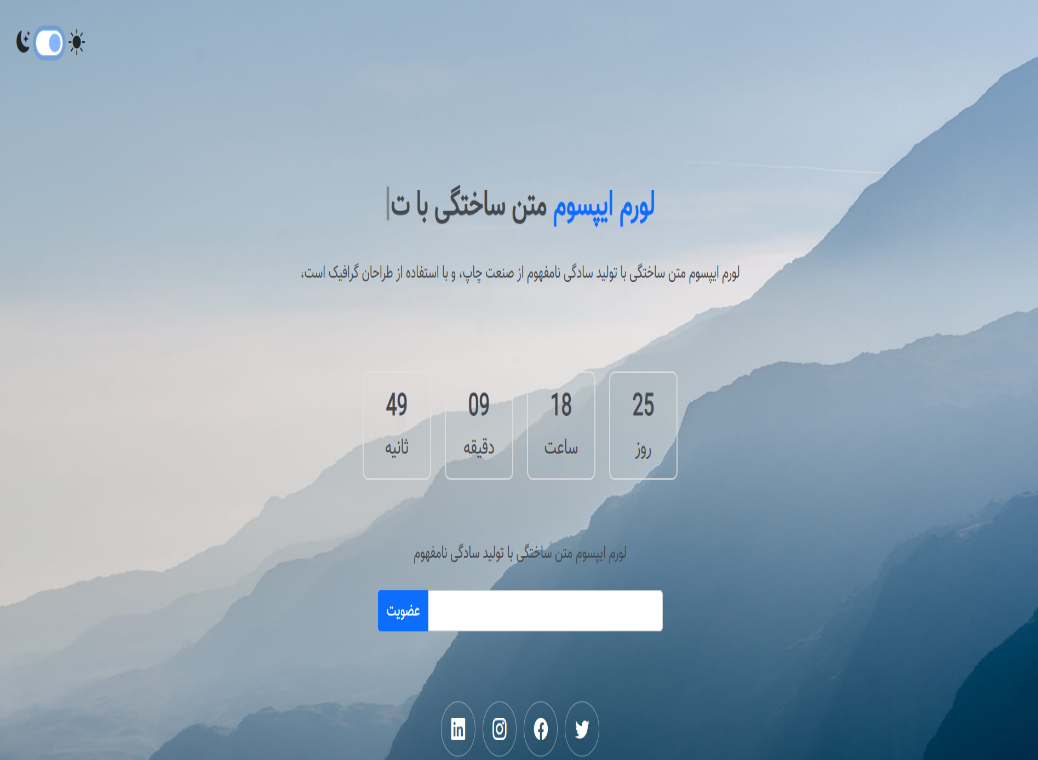 لورم ایپسوم متن ساختگی با ت|
لورم ایپسوم متن ساختگی با تولید سادگی نامفهوم از صنعت چاپ، و با استفاده از طراحان گرافیک است،
25 18 09 49
روز ساعت دقیقه ثانیه
لورم ایپسوم متن ساختگی با تولید سادگی نامفهوم
عضویت